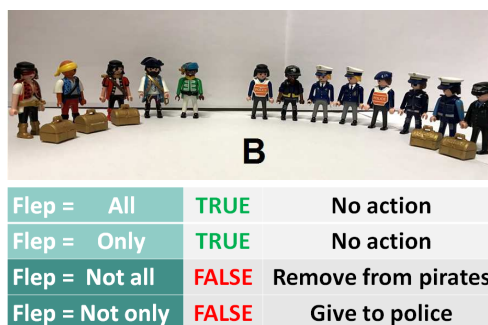 B
Flep = All TRUE No action
Flep = Only TRUE No action
Flep = Not all FALSE Remove from pirates
Flep = Not only FALSE Give to police